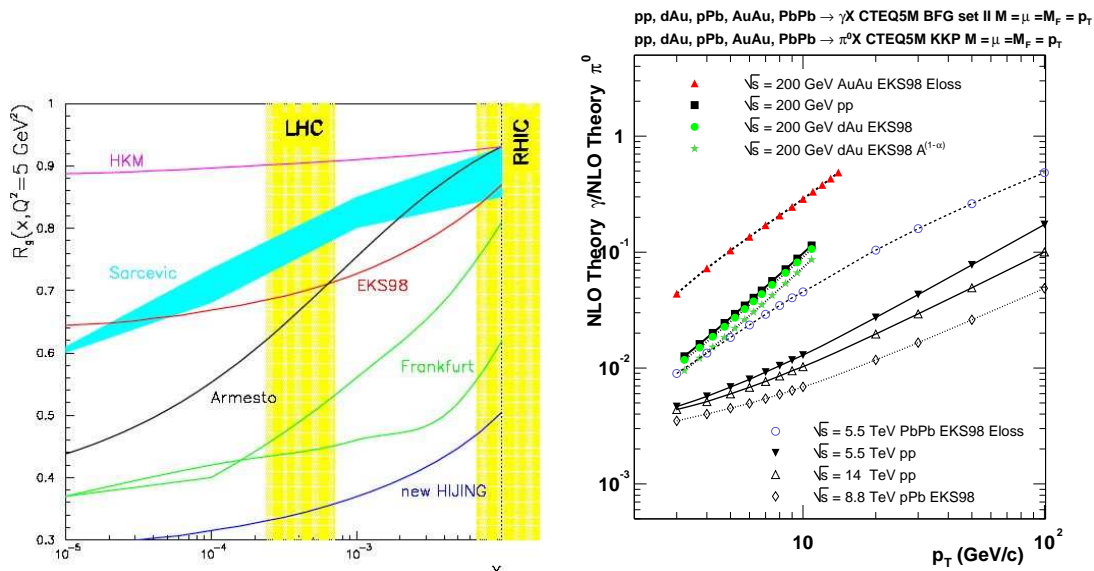 R_g(x,Q²=5 GeV²)
1
0.9
0.8
0.7
0.6
0.5
0.4
0.3
10⁻⁵
10⁻⁴
10⁻³
x
LHC
RHIC
HKM
Sarcevic
EKS98
Frankfurt
Armesto
new HIJING
pp, dAu, pPb, AuAu, PbPb → γX CTEQ5M BFG set II M = μ =M_F = p_T
pp, dAu, pPb, AuAu, PbPb → π⁰X CTEQ5M KKP M = μ =M_F = p_T
NLO Theory γ/NLO Theory π⁰
1
10⁻¹
10⁻²
10⁻³
√s = 200 GeV AuAu EKS98 Eloss
√s = 200 GeV pp
√s = 200 GeV dAu EKS98
√s = 200 GeV dAu EKS98 A^(1-α)
√s = 5.5 TeV PbPb EKS98 Eloss
√s = 5.5 TeV pp
√s = 14 TeV pp
√s = 8.8 TeV pPb EKS98
10
10²
p_T (GeV/c)